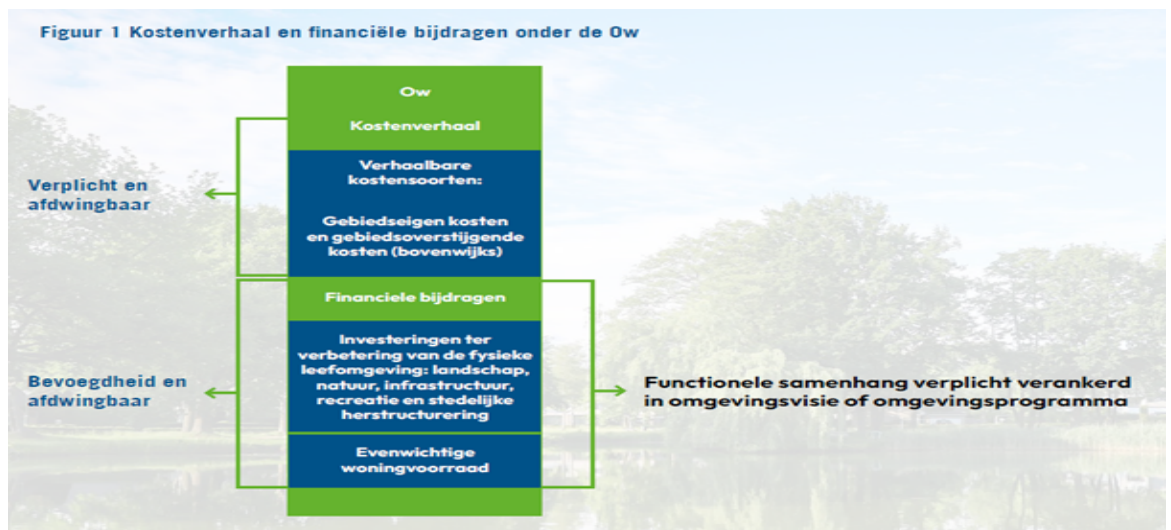 Figuur 1 Kostenverhaal en financiële bijdragen onder de Ow
Ow
Kostenverhaal
Verhaalbare
kostensoorten:
Gebiedseigen kosten
en gebiedsoverstijgende
kosten (bovenwijks)
Verplicht en
afdwingbaar
Financiele bijdragen
Investeringen ter
verbetering van de fysieke
leefomgeving: landschap,
natuur, infrastructuur,
recreatie en stedelijke
herstructurering
Evenwichtige
woningvoorraad
Bevoegdheid en
afdwingbaar
Functionele samenhang verplicht verankerd
in omgevingsvisie of omgevingsprogramma